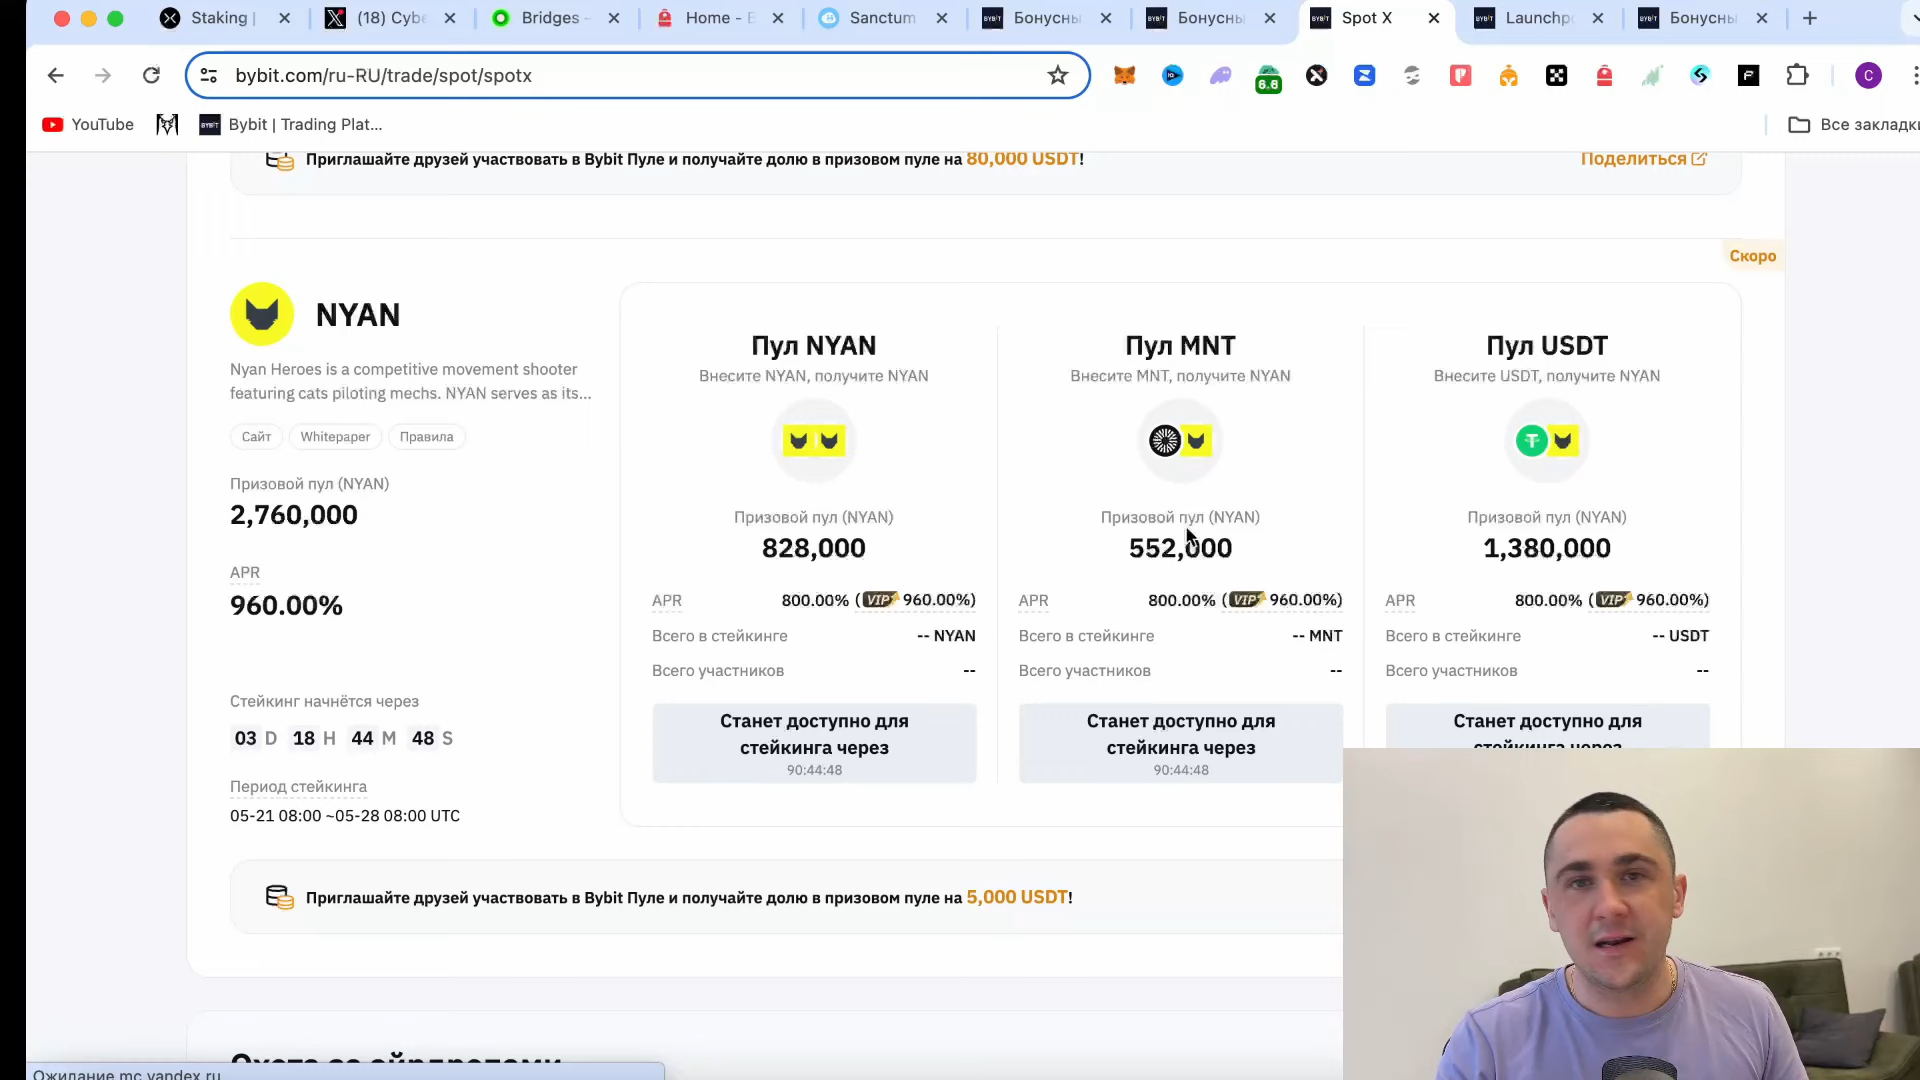 Staking |
(18) Cybe
Bridges -
Home - E
Sanctum
Бонусны
Бонусны
Spot X
Launchpo
Бонусны
bybit.com/ru-RU/trade/spot/spotx
6.6
C
YouTube
Bybit | Trading Plat...
Все закладки
Приглашайте друзей участвовать в Bybit Пуле и получайте долю в призовом пуле на 80,000 USDT!
Поделиться
Скоро
NYAN
Nyan Heroes is a competitive movement shooter
featuring cats piloting mechs. NYAN serves as its...
Сайт
Whitepaper
Правила
Призовой пул (NYAN)
2,760,000
APR
960.00%
Стейкинг начнётся через
03 D 18 H 44 M 48 S
Период стейкинга
05-21 08:00 ~05-28 08:00 UTC
Пул NYAN
Внесите NYAN, получите NYAN
Призовой пул (NYAN)
828,000
APR 800.00% (VIP 960.00%)
Всего в стейкинге -- NYAN
Всего участников --
Станет доступно для
стейкинга через
90:44:48
Пул MNT
Внесите MNT, получите NYAN
Призовой пул (NYAN)
552,000
APR 800.00% (VIP 960.00%)
Всего в стейкинге -- MNT
Всего участников --
Станет доступно для
стейкинга через
90:44:48
Пул USDT
Внесите USDT, получите NYAN
Призовой пул (NYAN)
1,380,000
APR 800.00% (VIP 960.00%)
Всего в стейкинге -- USDT
Всего участников --
Станет доступно для
стейкинга через
Приглашайте друзей участвовать в Bybit Пуле и получайте долю в призовом пуле на 5,000 USDT!
Охота за эйрдропами
Ожидание mc.yandex.ru